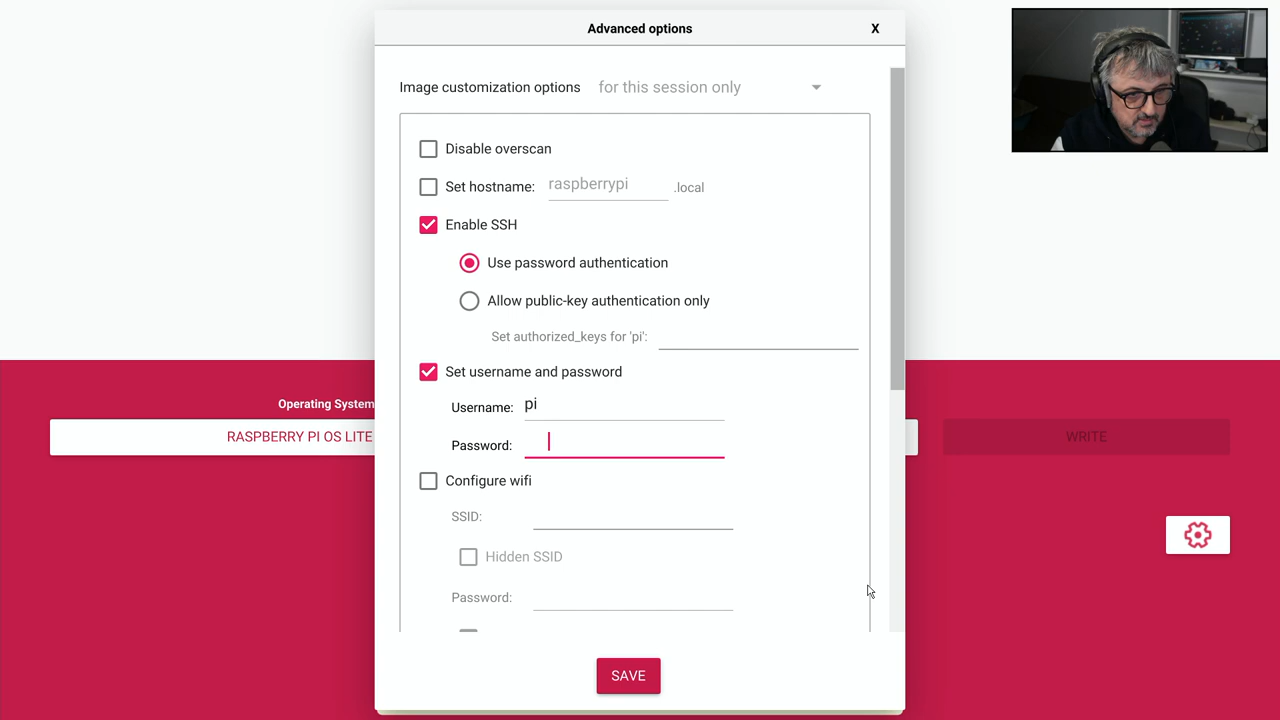 Advanced options
X
Image customization options for this session only
Disable overscan
Set hostname: raspberrypi .local
Enable SSH
Use password authentication
Allow public-key authentication only
Set authorized_keys for 'pi':
Set username and password
Username: pi
Password:
Configure wifi
SSID:
Hidden SSID
Password:
SAVE
Operating System
RASPBERRY PI OS LITE
WRITE